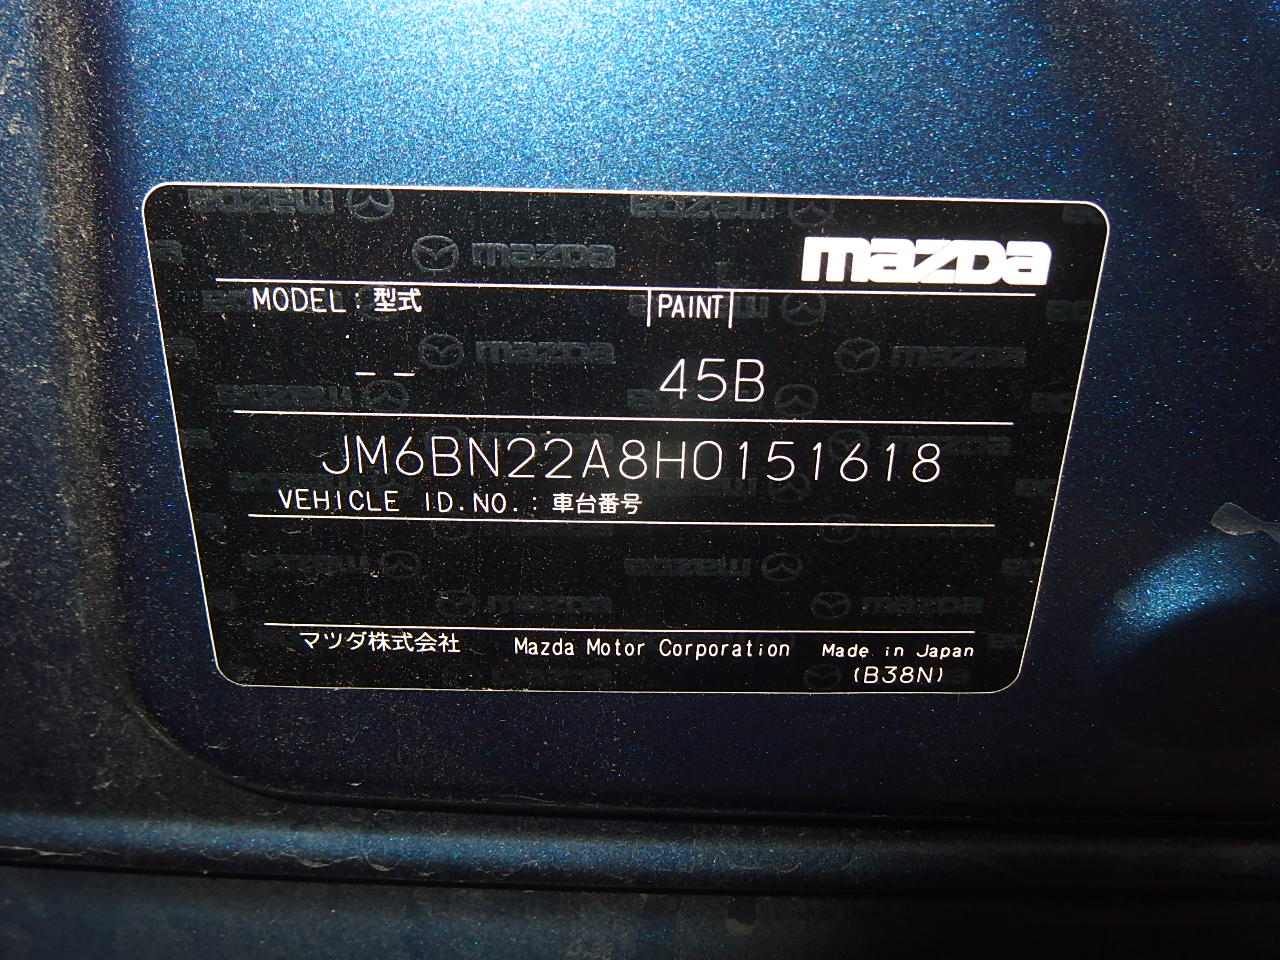 mazda
MODEL: 型式 PAINT
-- 45B
JM6BN22A8H0151618
VEHICLE ID.NO.: 車台番号
マツダ株式会社 Mazda Motor Corporation Made in Japan
(B38N)